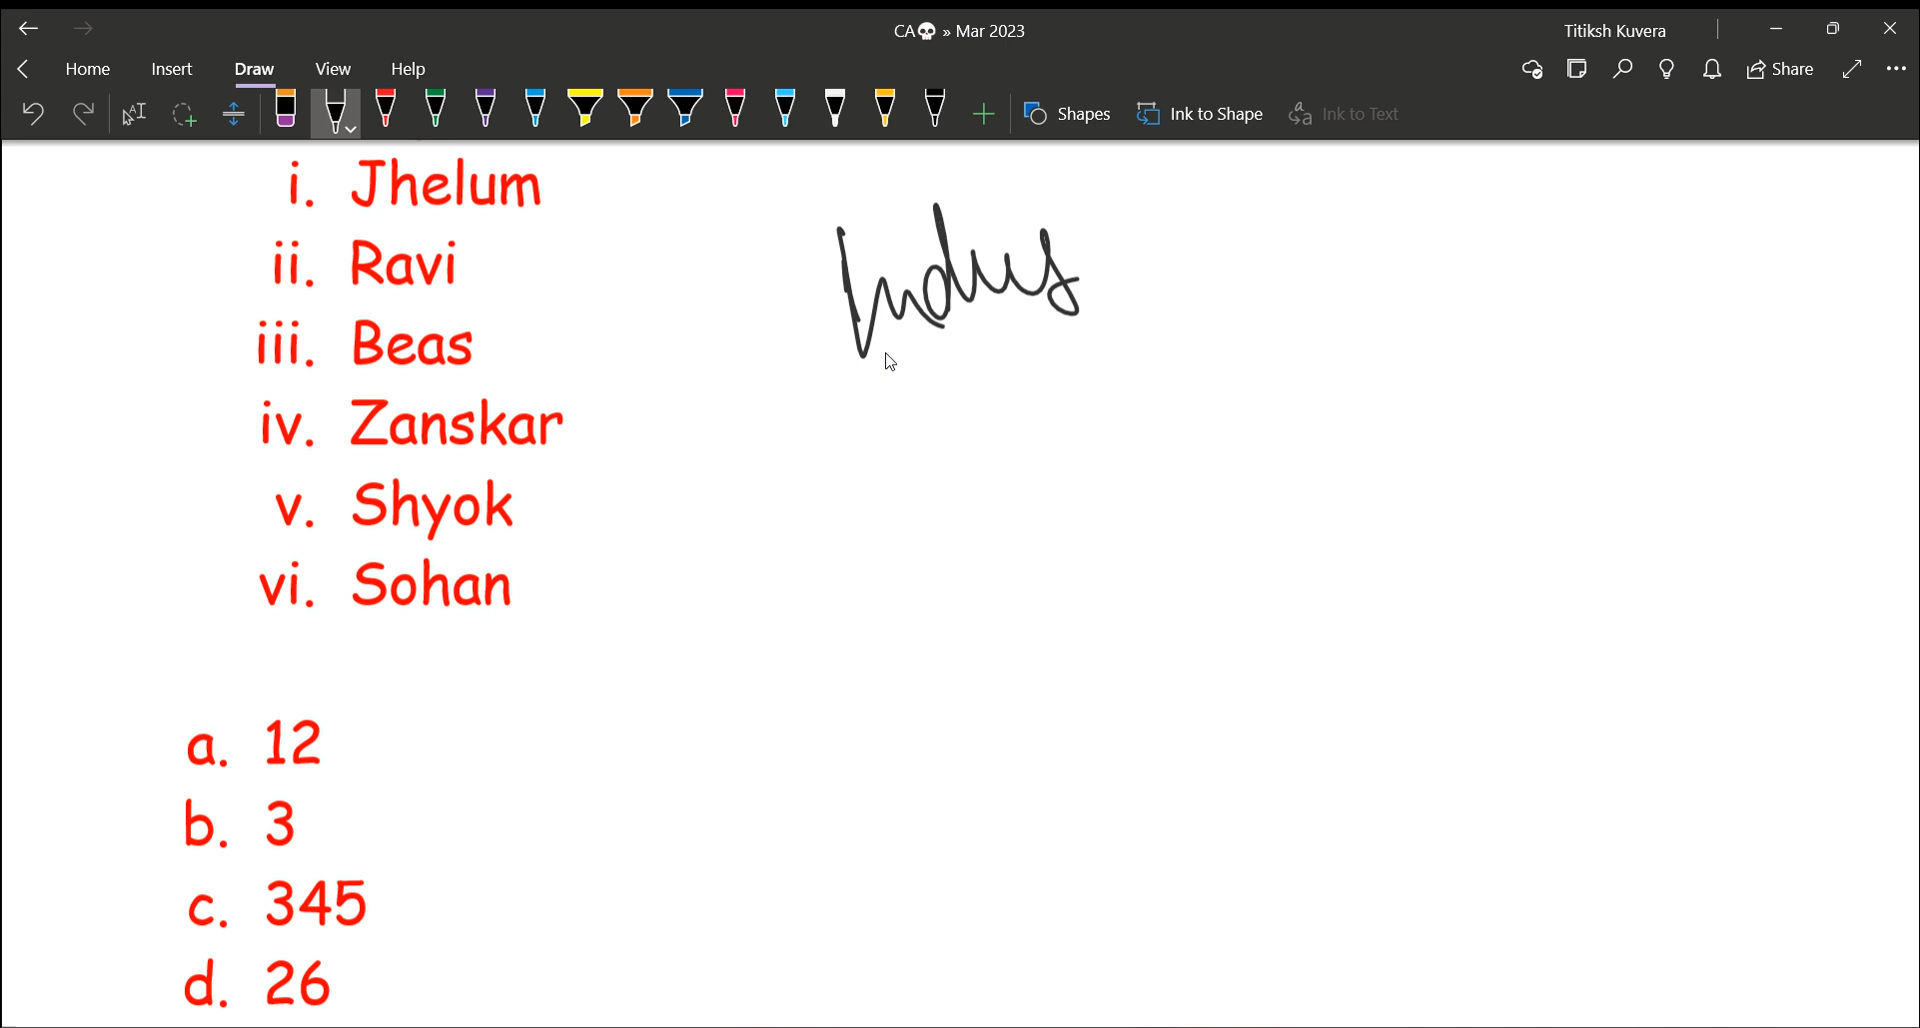 CA💀 » Mar 2023
Titiksh Kuvera
Home Insert Draw View Help
Share
Shapes Ink to Shape Ink to Text
i. Jhelum
ii. Ravi
iii. Beas
iv. Zanskar
v. Shyok
vi. Sohan
Indus
a. 12
b. 3
c. 345
d. 26